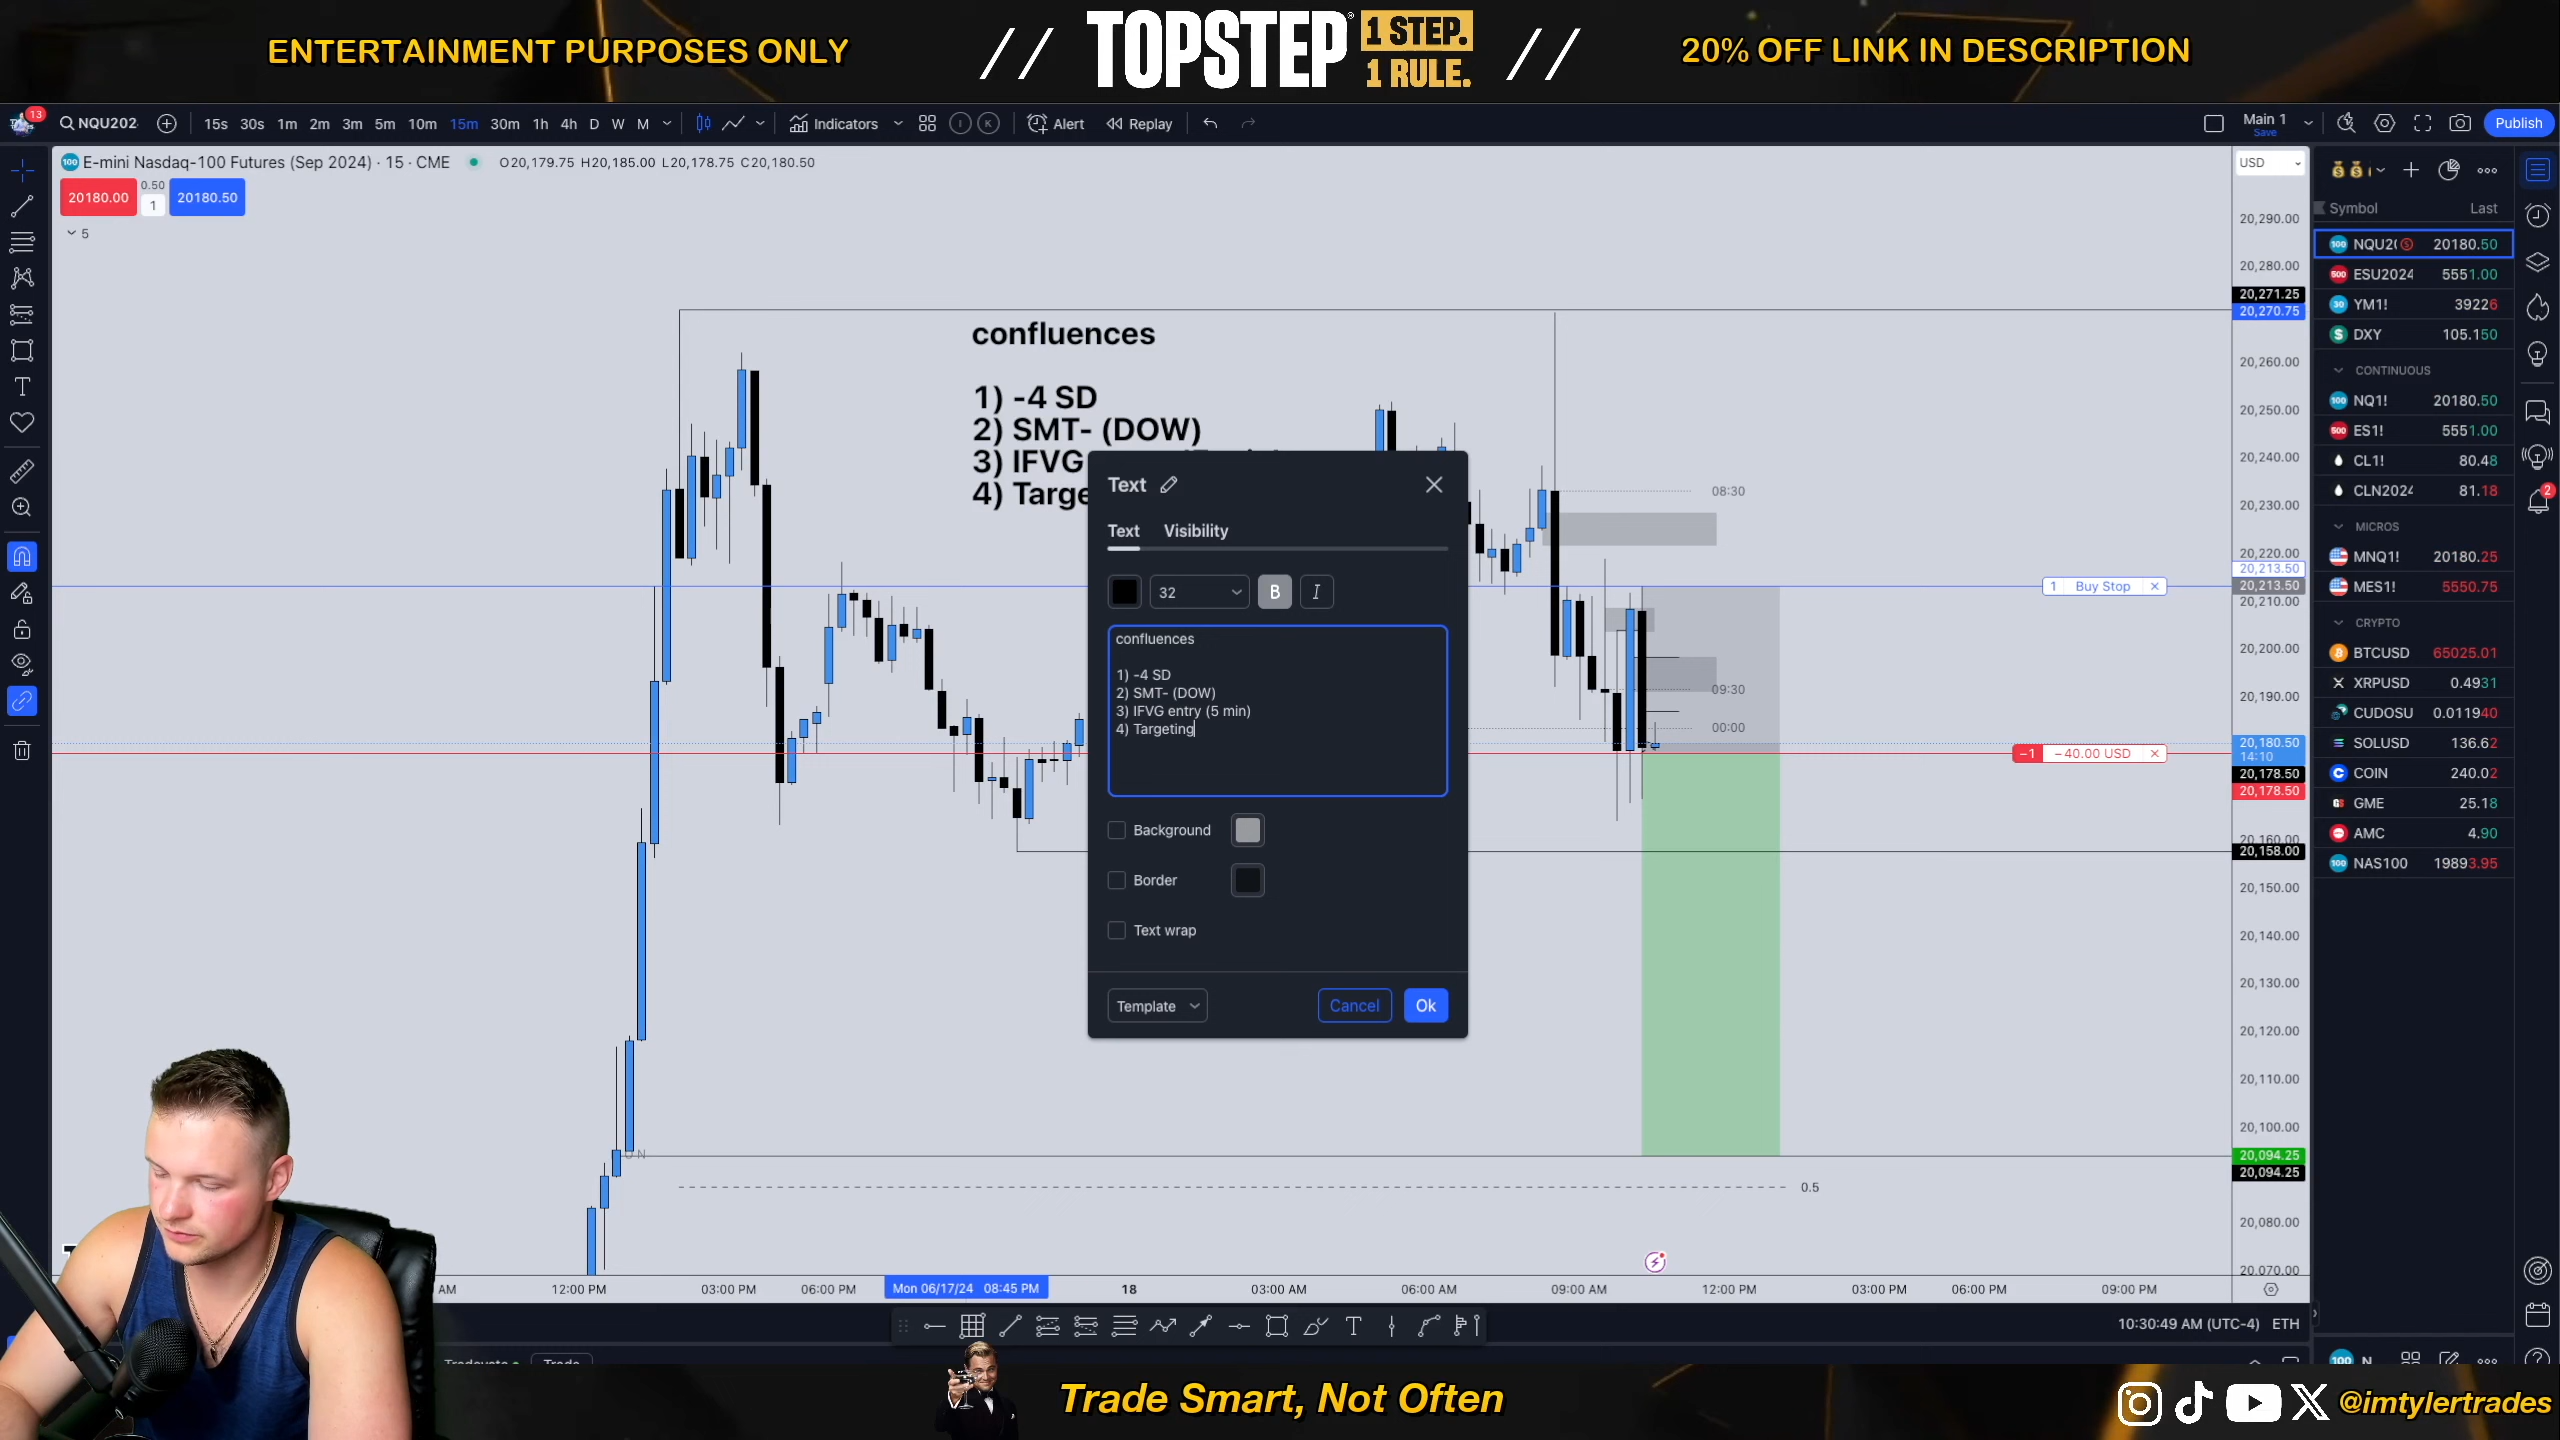 ENTERTAINMENT PURPOSES ONLY
// TOPSTEP® 1 STEP. 1 RULE. //
20% OFF LINK IN DESCRIPTION
13
NQU202
15s 30s 1m 2m 3m 5m 10m 15m 30m 1h 4h D W M
Indicators
Alert
Replay
Main 1
Save
Publish
E-mini Nasdaq-100 Futures (Sep 2024) · 15 · CME
O20,179.75 H20,185.00 L20,178.75 C20,180.50
20180.00
0.50
1
20180.50
5
USD
confluences
1) -4 SD
2) SMT- (DOW)
3) IFVG
4) Targe
Text
Text Visibility
32
B
I
confluences
1) -4 SD
2) SMT- (DOW)
3) IFVG entry (5 min)
4) Targeting
Background
Border
Text wrap
Template
Cancel
Ok
08:30
09:30
00:00
1 Buy Stop
−1 −40.00 USD
0.5
20,290.00
20,280.00
20,271.25
20,270.75
20,260.00
20,250.00
20,240.00
20,230.00
20,220.00
20,213.50
20,213.50
20,210.00
20,200.00
20,190.00
20,180.50
14:10
20,178.50
20,178.50
20,160.00
20,158.00
20,150.00
20,140.00
20,130.00
20,120.00
20,110.00
20,100.00
20,094.25
20,094.25
20,080.00
20,070.00
Symbol Last
NQU2( 20180.50
ESU2024 5551.00
YM1! 39226
DXY 105.150
CONTINUOUS
NQ1! 20180.50
ES1! 5551.00
CL1! 80.48
CLN2024 81.18
MICROS
MNQ1! 20180.25
MES1! 5550.75
CRYPTO
BTCUSD 65025.01
XRPUSD 0.4931
CUDOSU 0.011940
SOLUSD 136.62
COIN 240.02
GME 25.18
AMC 4.90
NAS100 19893.95
2
AM
12:00 PM
03:00 PM
06:00 PM
Mon 06/17/24 08:45 PM
18
03:00 AM
06:00 AM
09:00 AM
12:00 PM
03:00 PM
06:00 PM
09:00 PM
10:30:49 AM (UTC-4) ETH
Trade Smart, Not Often
@imtylertrades